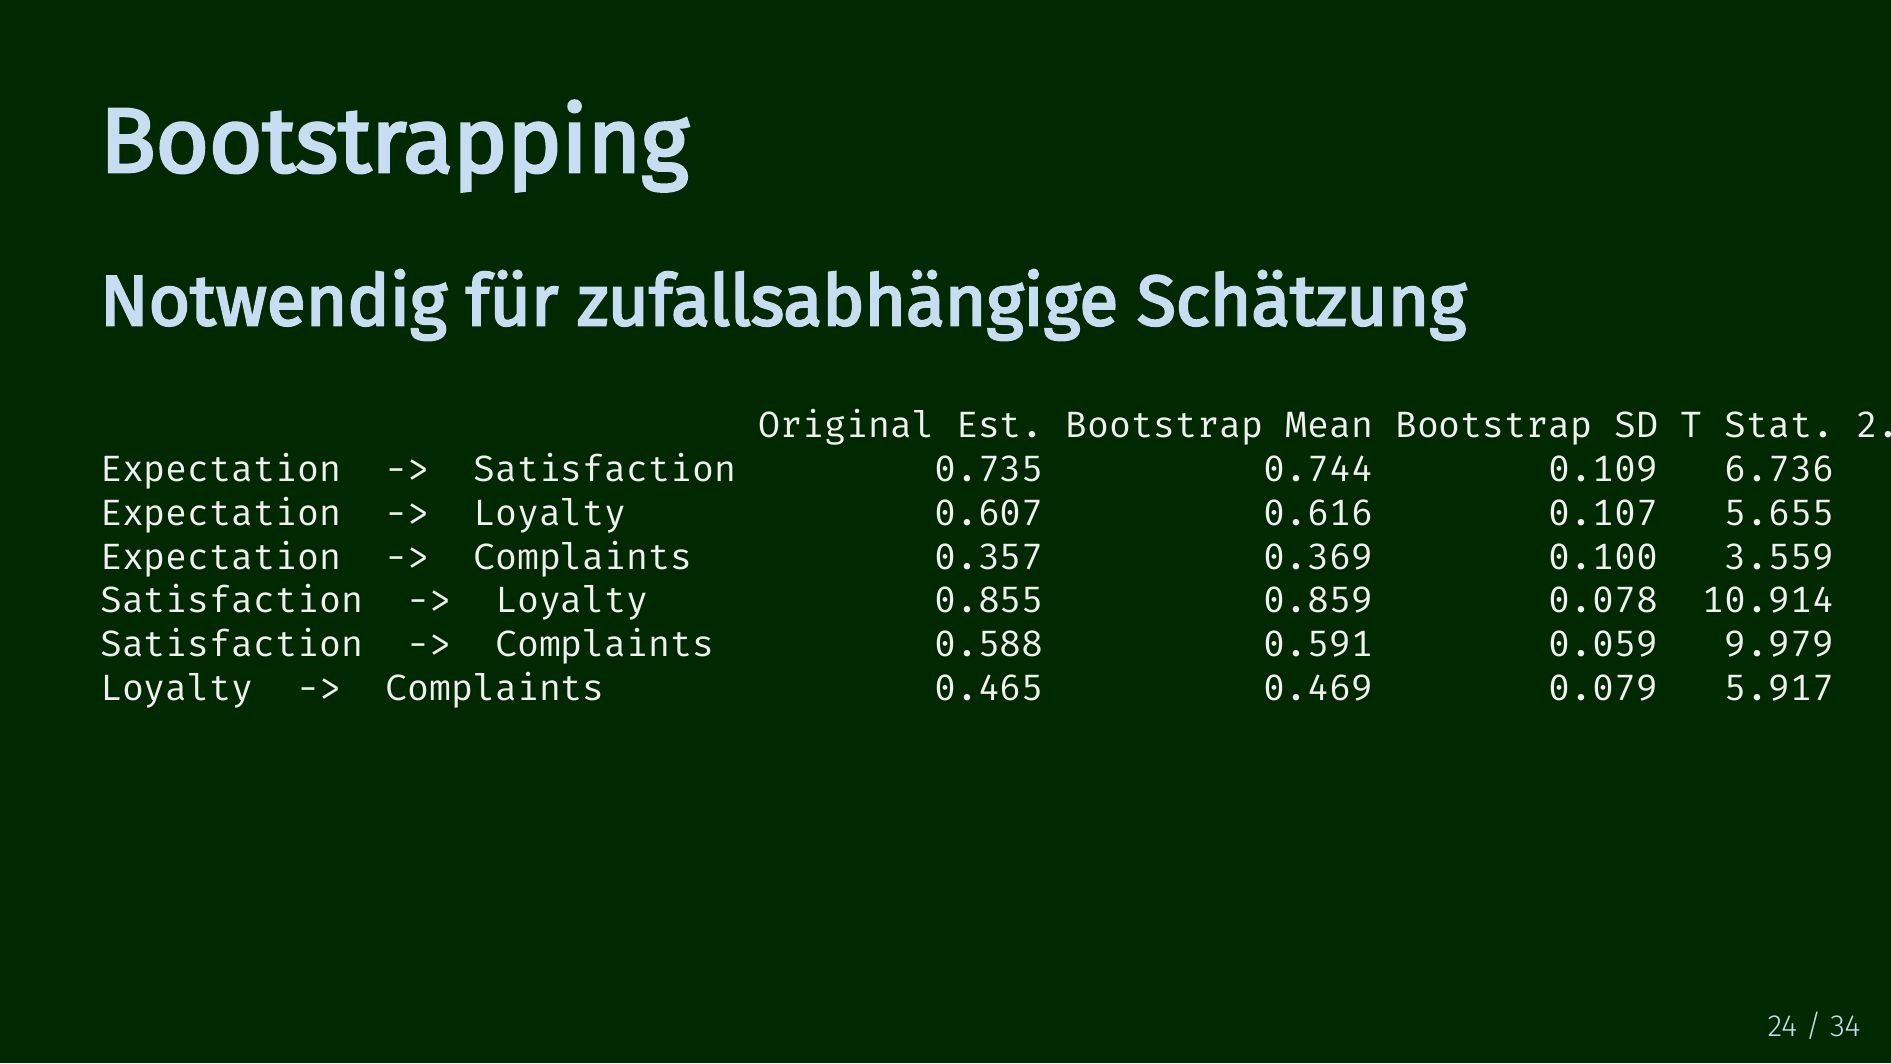 Bootstrapping
Notwendig für zufallsabhängige Schätzung
Original Est. Bootstrap Mean Bootstrap SD T Stat. 2.
Expectation -> Satisfaction 0.735 0.744 0.109 6.736
Expectation -> Loyalty 0.607 0.616 0.107 5.655
Expectation -> Complaints 0.357 0.369 0.100 3.559
Satisfaction -> Loyalty 0.855 0.859 0.078 10.914
Satisfaction -> Complaints 0.588 0.591 0.059 9.979
Loyalty -> Complaints 0.465 0.469 0.079 5.917
24 / 34